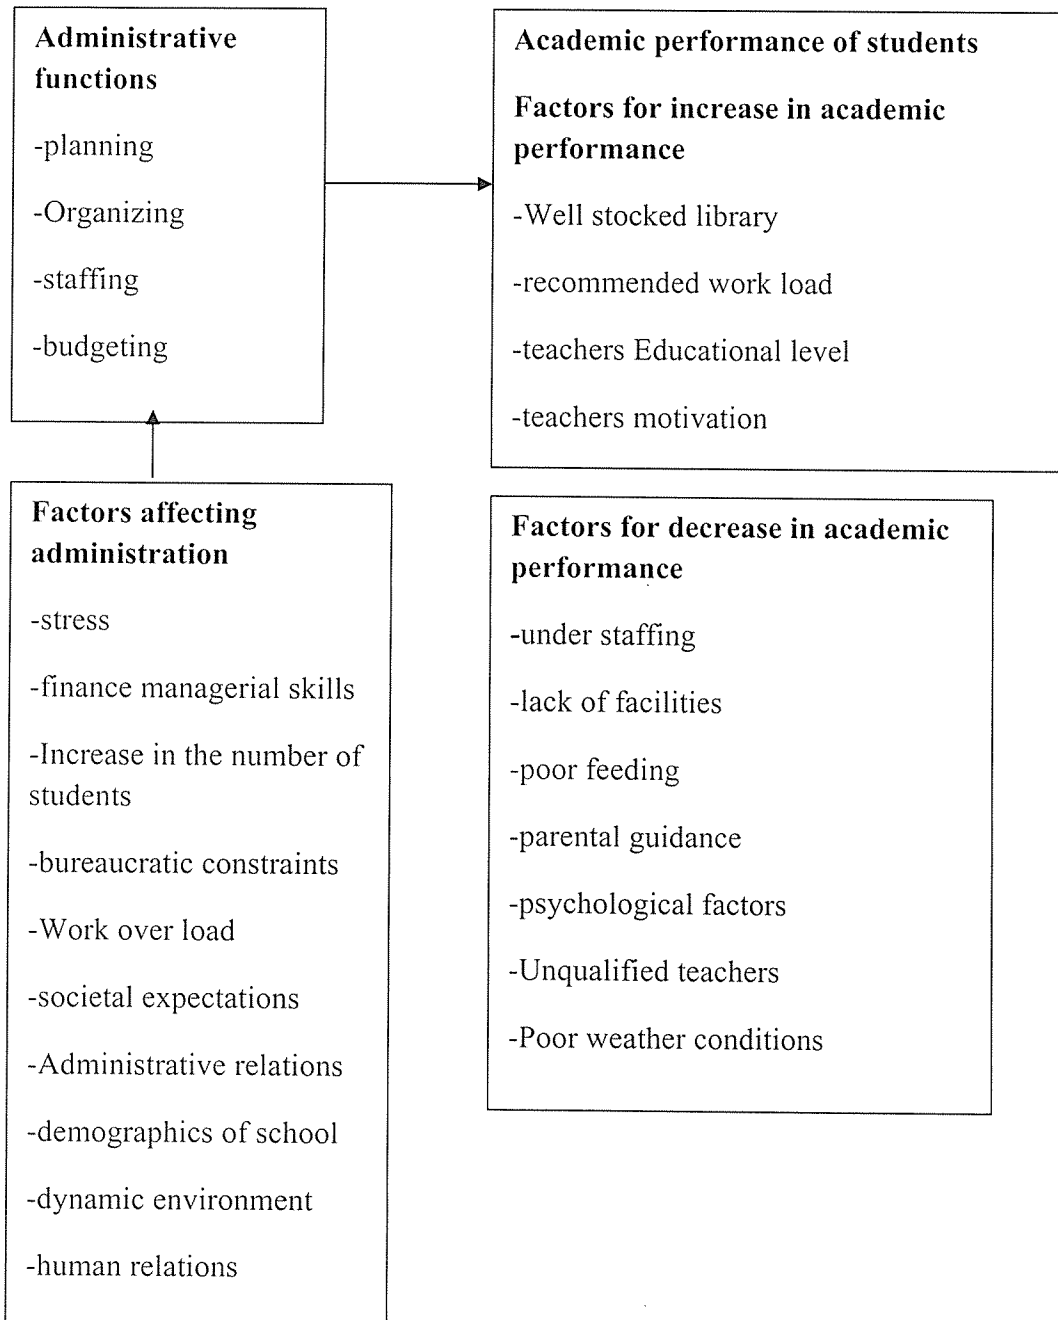 Administrative
functions
-planning
-Organizing
-staffing
-budgeting
Academic performance of students
Factors for increase in academic
performance
-Well stocked library
-recommended work load
-teachers Educational level
-teachers motivation
Factors affecting
administration
-stress
-finance managerial skills
-Increase in the number of
students
-bureaucratic constraints
-Work over load
-societal expectations
-Administrative relations
-demographics of school
-dynamic environment
-human relations
Factors for decrease in academic
performance
-under staffing
-lack of facilities
-poor feeding
-parental guidance
-psychological factors
-Unqualified teachers
-Poor weather conditions